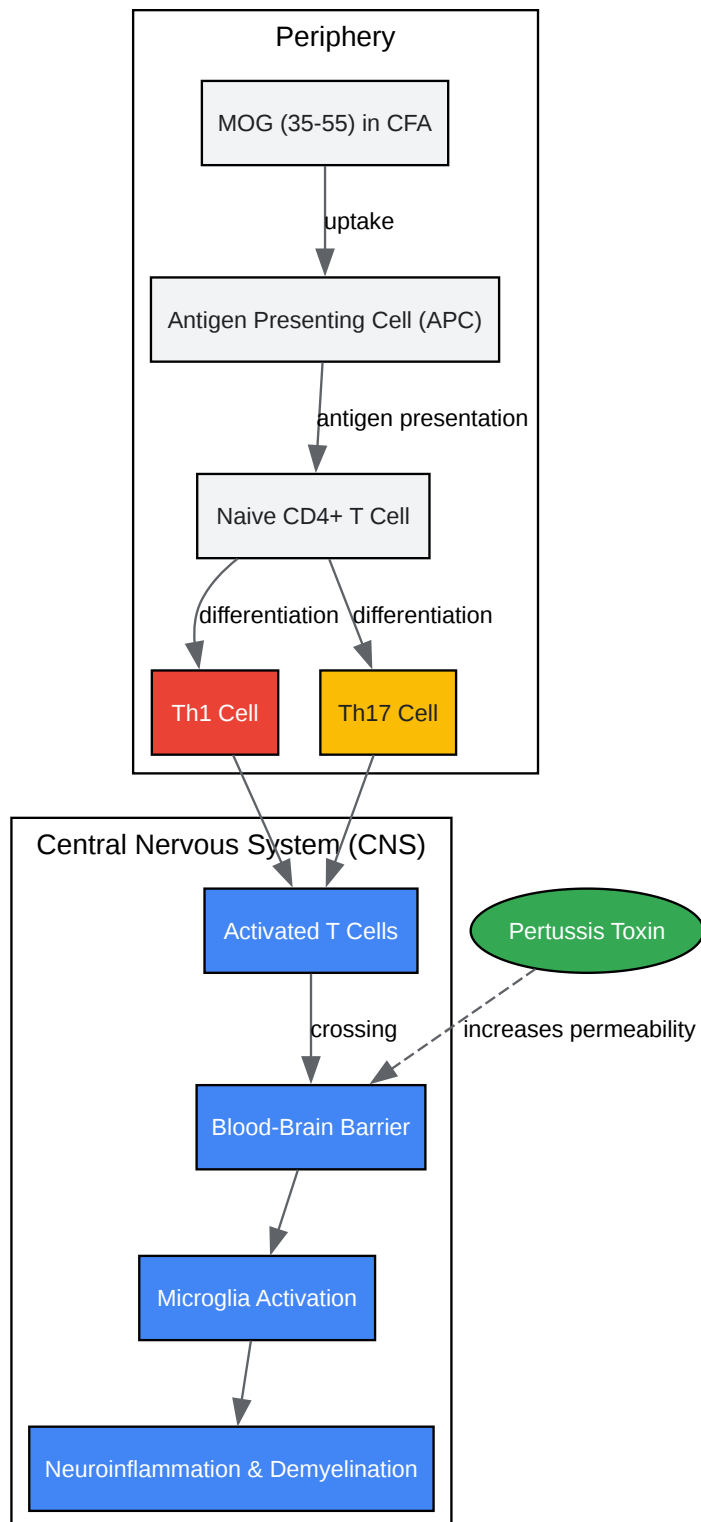 Periphery
MOG (35-55) in CFA
uptake
Antigen Presenting Cell (APC)
antigen presentation
Naive CD4+ T Cell
differentiation
differentiation
Th1 Cell
Th17 Cell
Central Nervous System (CNS)
Activated T Cells
Pertussis Toxin
crossing
increases permeability
Blood-Brain Barrier
Microglia Activation
Neuroinflammation & Demyelination